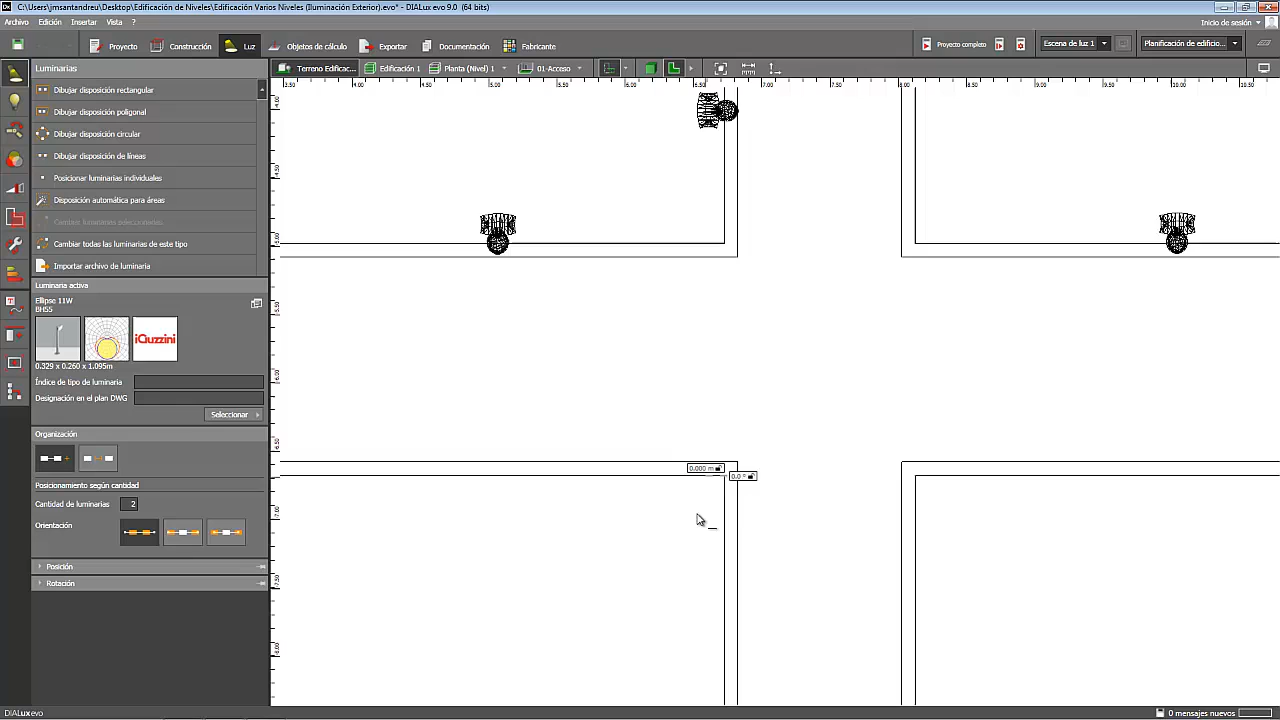 C:\Users\jmsantandreu\Desktop\Edificación de Niveles\Edificación Varios Niveles (Iluminación Exterior).evo* - DIALux evo 9.0 (64 bits)
Archivo Edición Insertar Vista ?
Inicio de sesión
Proyecto Construcción Luz Objetos de cálculo Exportar Documentación Fabricante
Proyecto completo Escena de luz 1 Planificación de edificio...
Luminarias
Terreno Edificac... Edificación 1 Planta (Nivel) 1 01-Acceso
Dibujar disposición rectangular
Dibujar disposición poligonal
Dibujar disposición circular
Dibujar disposición de líneas
Posicionar luminarias individuales
Disposición automática para áreas
Cambiar luminarias seleccionadas
Cambiar todas las luminarias de este tipo
Importar archivo de luminaria
Luminaria activa
Ellipse 11W
BH55
iGuzzini
0.329 x 0.260 x 1.095m
Índice de tipo de luminaria
Designación en el plan DWG
Seleccionar
Organización
Posicionamiento según cantidad
Cantidad de luminarias 2
Orientación
Posición
Rotación
0.000 m
0.0 °
DIALux evo
0 mensajes nuevos